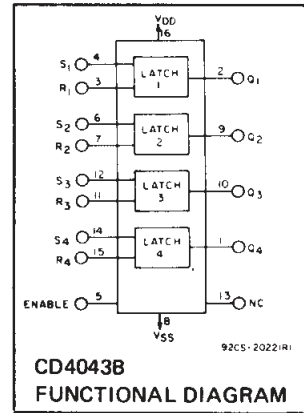 VDD
16
S1 4
R1 3
LATCH
1
2 Q1
S2 6
R2 7
LATCH
2
9 Q2
S3 12
R3 11
LATCH
3
10 Q3
S4 14
R4 15
LATCH
4
1 Q4
ENABLE 5
13 NC
8
VSS
92CS-20221R1
CD4043B
FUNCTIONAL DIAGRAM